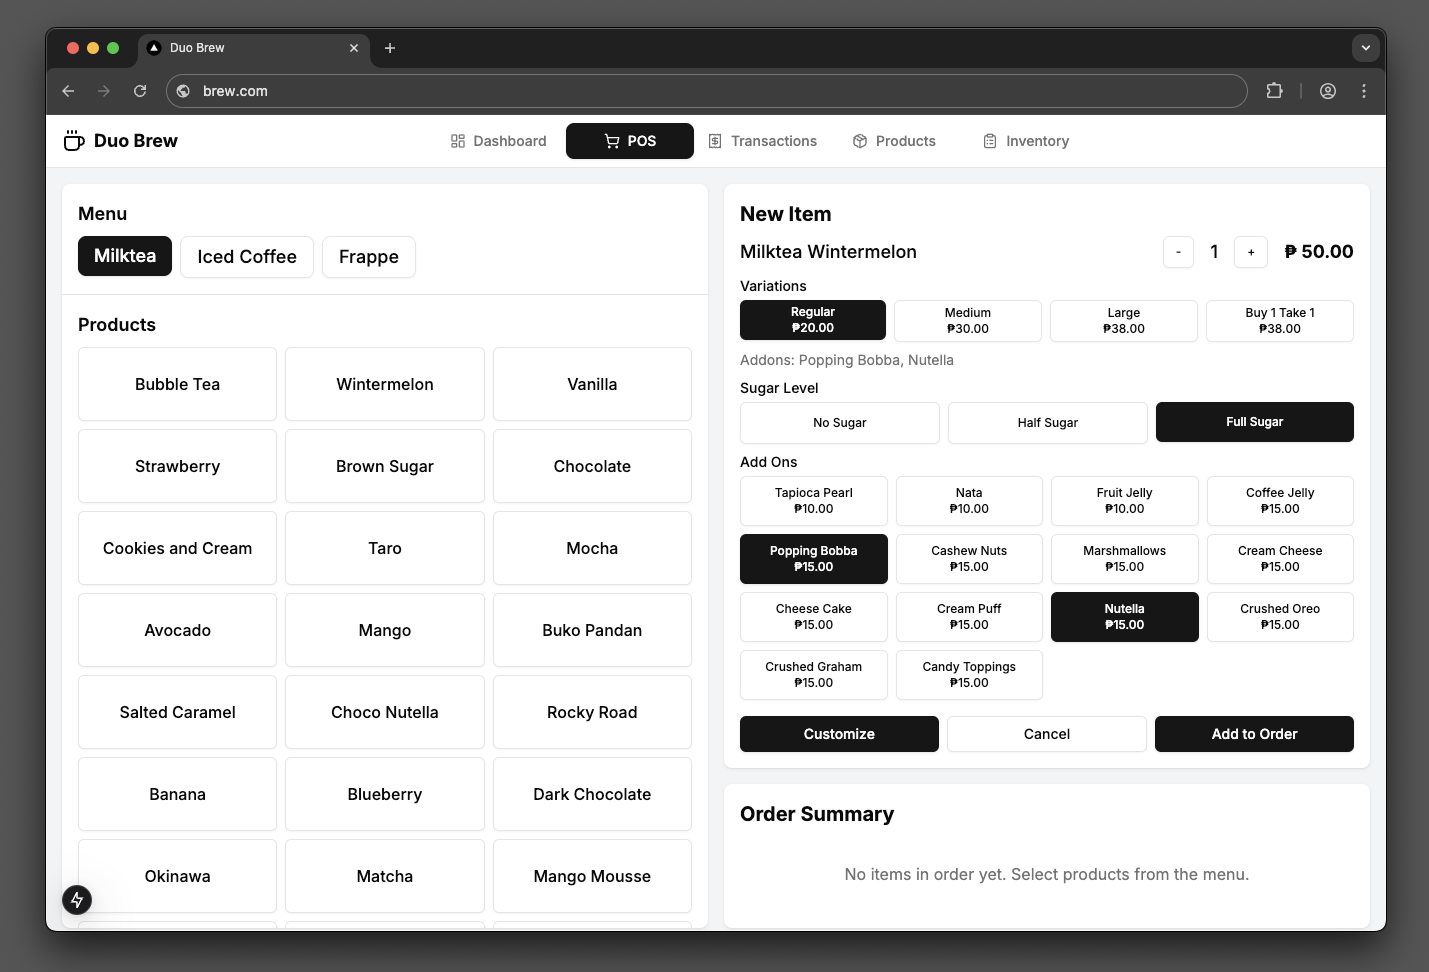 Duo Brew
brew.com
Duo Brew
Dashboard
POS
Transactions
Products
Inventory
Menu
Milktea
Iced Coffee
Frappe
Products
Bubble Tea
Wintermelon
Vanilla
Strawberry
Brown Sugar
Chocolate
Cookies and Cream
Taro
Mocha
Avocado
Mango
Buko Pandan
Salted Caramel
Choco Nutella
Rocky Road
Banana
Blueberry
Dark Chocolate
Okinawa
Matcha
Mango Mousse
New Item
Milktea Wintermelon
- 1 + ₱ 50.00
Variations
Regular
₱20.00
Medium
₱30.00
Large
₱38.00
Buy 1 Take 1
₱38.00
Addons: Popping Bobba, Nutella
Sugar Level
No Sugar
Half Sugar
Full Sugar
Add Ons
Tapioca Pearl
₱10.00
Nata
₱10.00
Fruit Jelly
₱10.00
Coffee Jelly
₱15.00
Popping Bobba
₱15.00
Cashew Nuts
₱15.00
Marshmallows
₱15.00
Cream Cheese
₱15.00
Cheese Cake
₱15.00
Cream Puff
₱15.00
Nutella
₱15.00
Crushed Oreo
₱15.00
Crushed Graham
₱15.00
Candy Toppings
₱15.00
Customize
Cancel
Add to Order
Order Summary
No items in order yet. Select products from the menu.